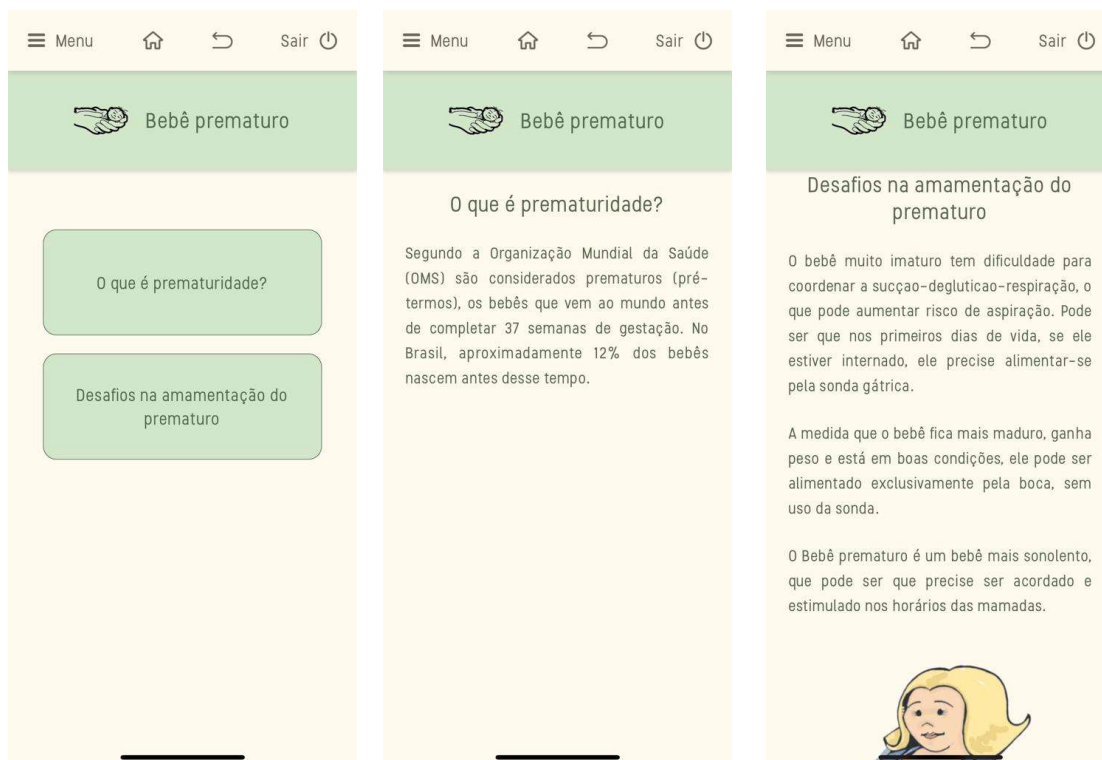 Menu
Sair
Bebê prematuro
O que é prematuridade?
Desafios na amamentação do
prematuro
Menu
Sair
Bebê prematuro
O que é prematuridade?
Segundo a Organização Mundial da Saúde
(OMS) são considerados prematuros (pré-
termos), os bebês que vem ao mundo antes
de completar 37 semanas de gestação. No
Brasil, aproximadamente 12% dos bebês
nascem antes desse tempo.
Menu
Sair
Bebê prematuro
Desafios na amamentação do
prematuro
O bebê muito imaturo tem dificuldade para
coordenar a sucçao-degluticao-respiração, o
que pode aumentar risco de aspiração. Pode
ser que nos primeiros dias de vida, se ele
estiver internado, ele precise alimentar-se
pela sonda gátrica.
A medida que o bebê fica mais maduro, ganha
peso e está em boas condições, ele pode ser
alimentado exclusivamente pela boca, sem
uso da sonda.
O Bebê prematuro é um bebê mais sonolento,
que pode ser que precise ser acordado e
estimulado nos horários das mamadas.